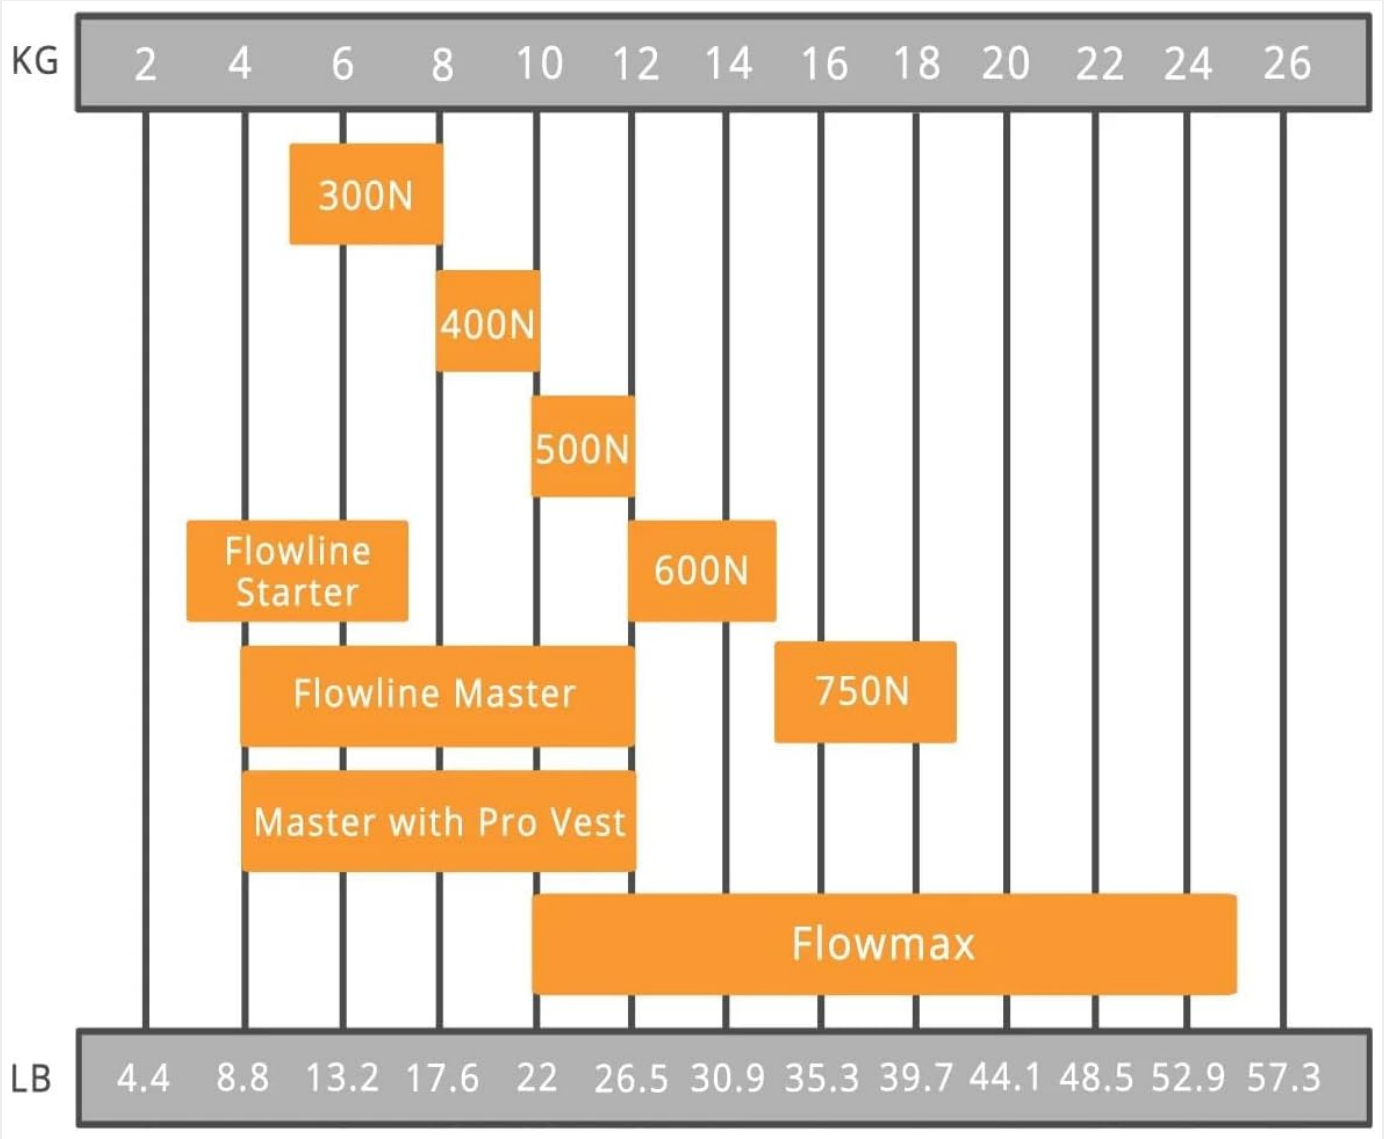 KG 2 4 6 8 10 12 14 16 18 20 22 24 26
300N
400N
500N
Flowline
Starter
600N
Flowline Master
750N
Master with Pro Vest
Flowmax
LB 4.4 8.8 13.2 17.6 22 26.5 30.9 35.3 39.7 44.1 48.5 52.9 57.3